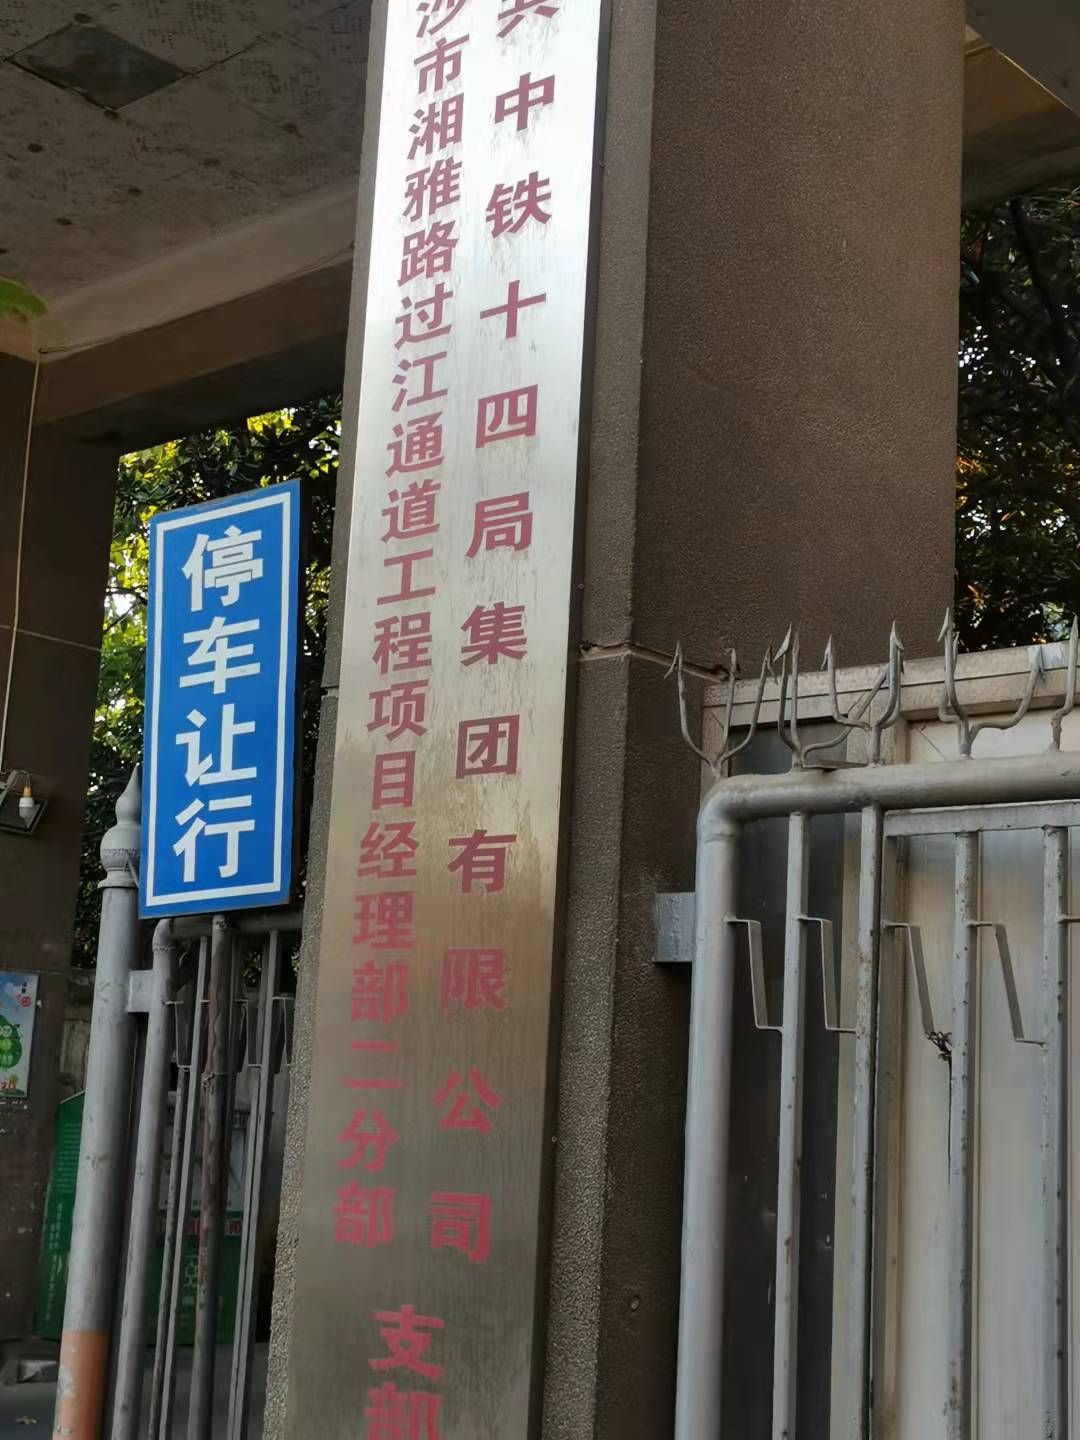 兵中铁十四局集团有限公司
沙市湘雅路过江通道工程项目经理部二分部
支部
停车让行